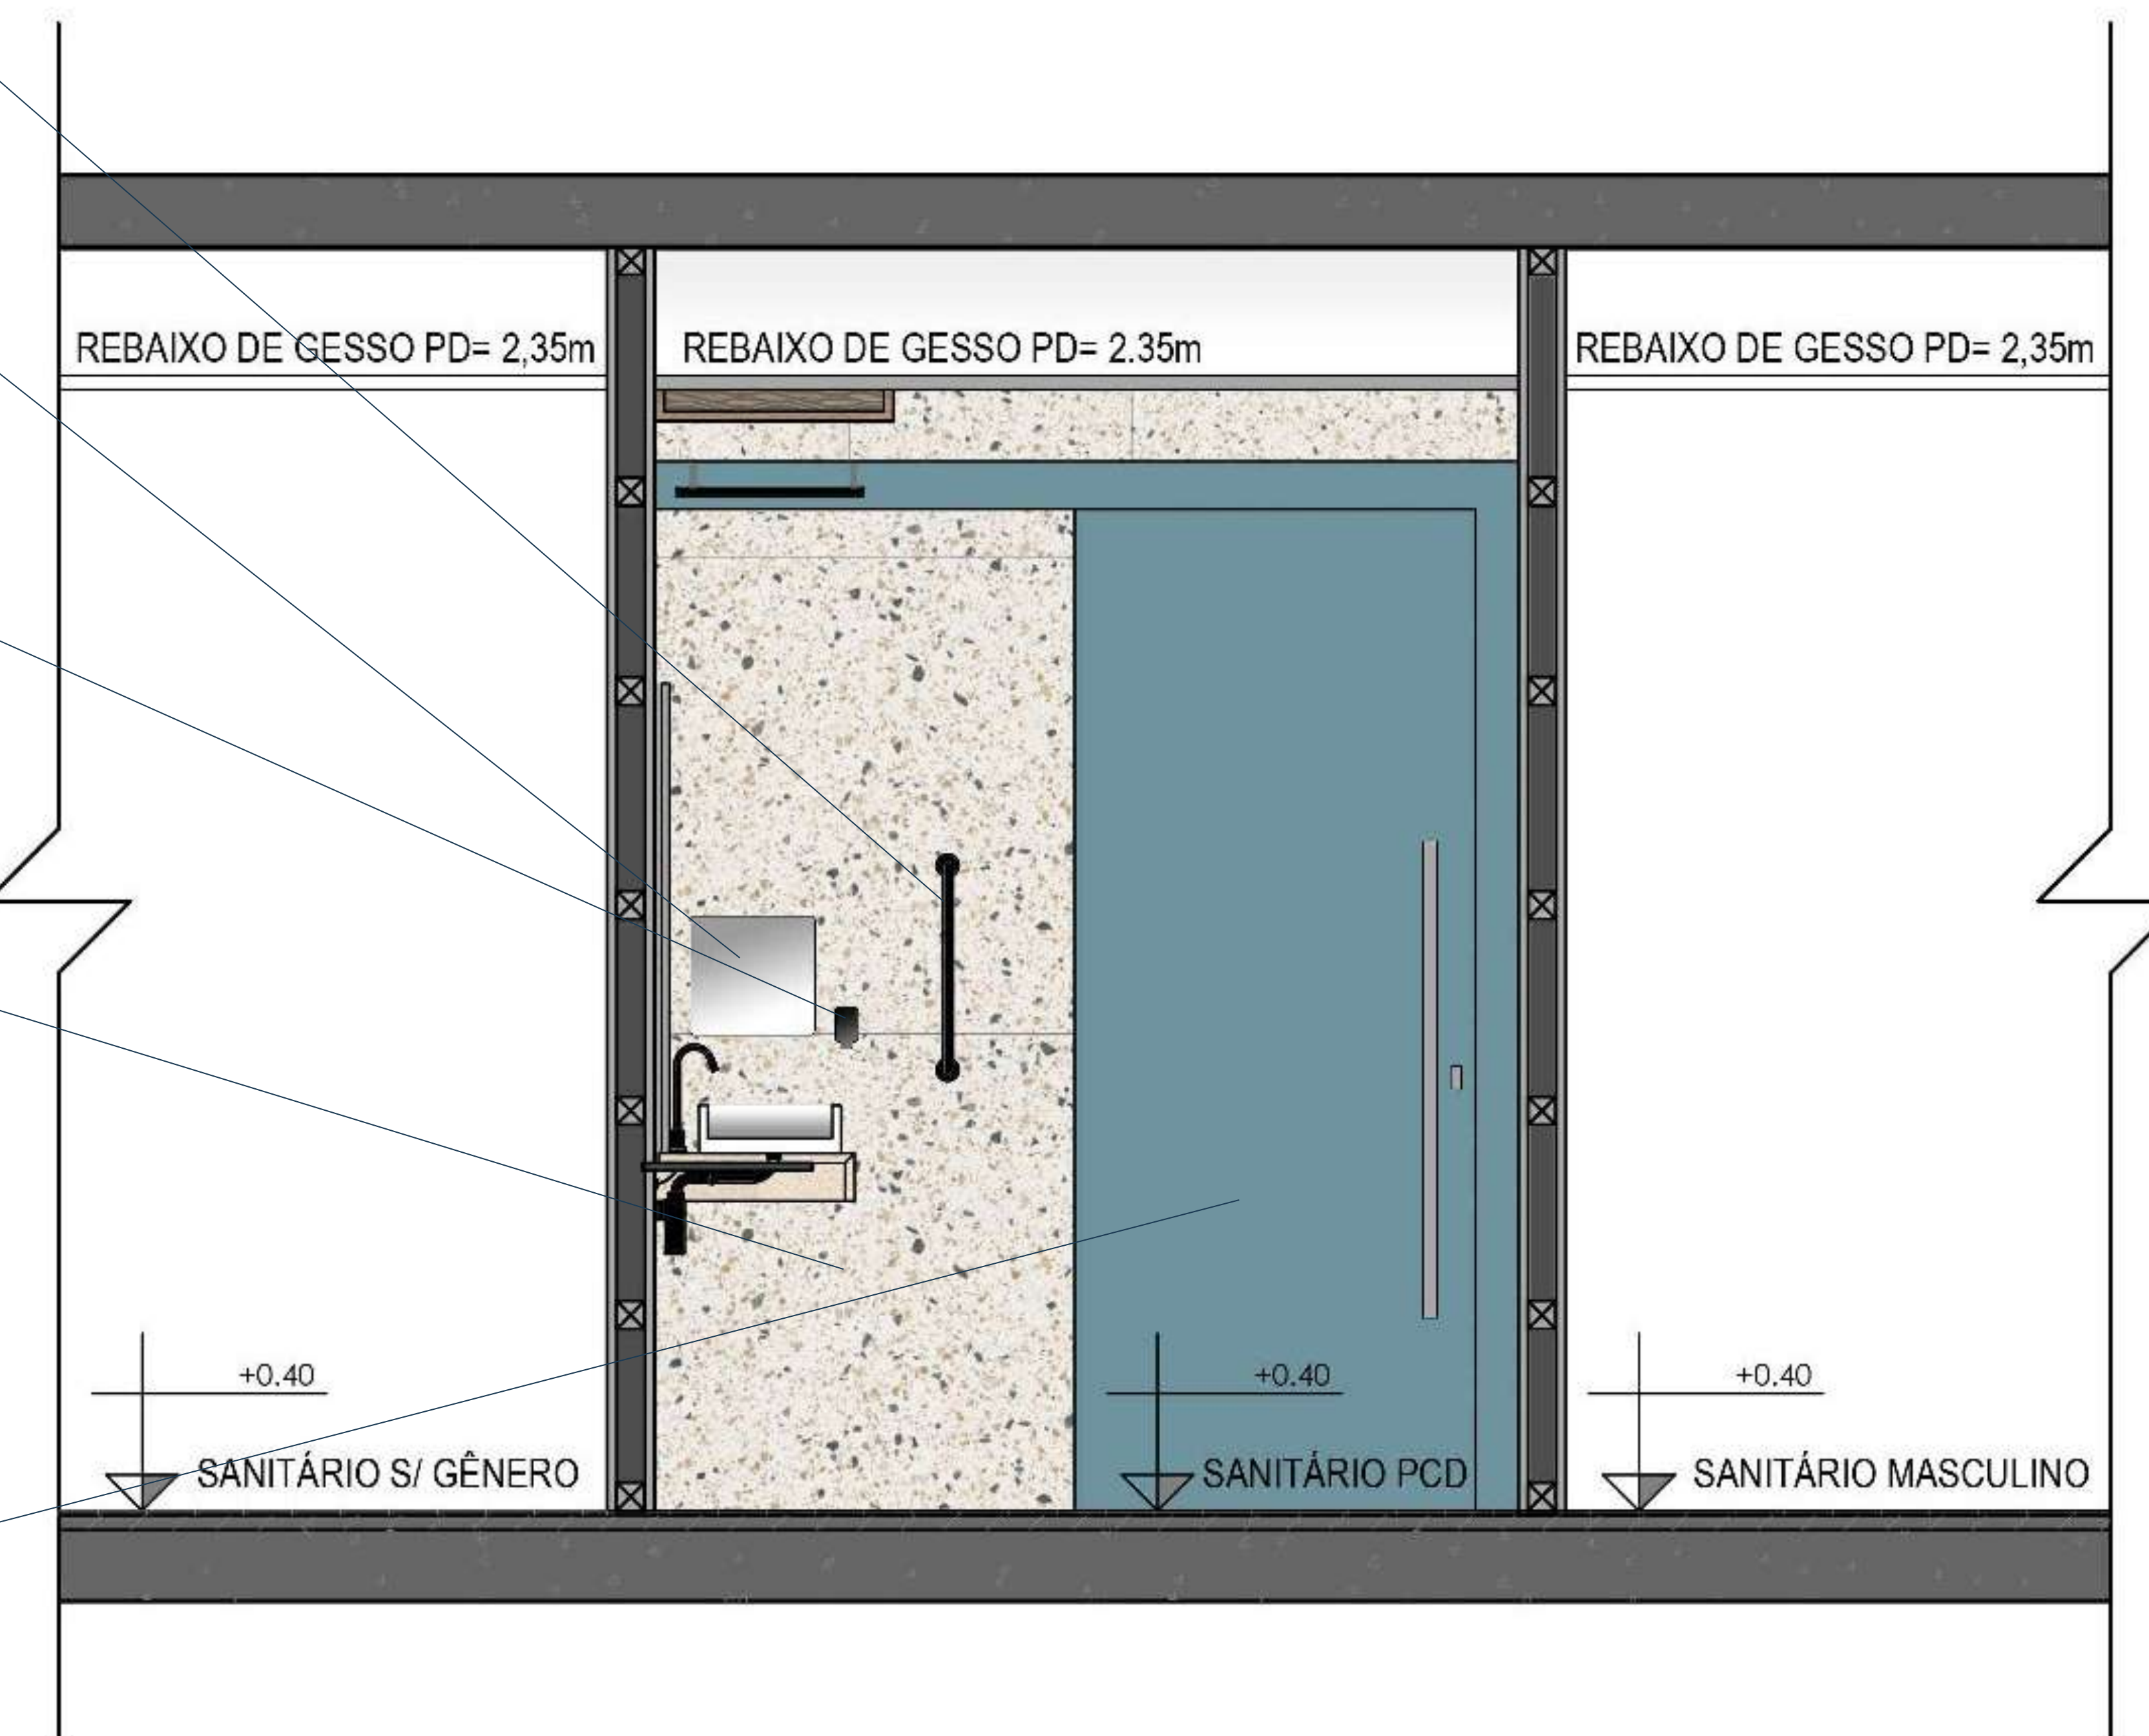 REBAIXO DE GESSO PD= 2,35m
REBAIXO DE GESSO PD= 2.35m
REBAIXO DE GESSO PD= 2,35m
+0.40
SANITÁRIO S/ GÊNERO
+0.40
SANITÁRIO PCD
+0.40
SANITÁRIO MASCULINO